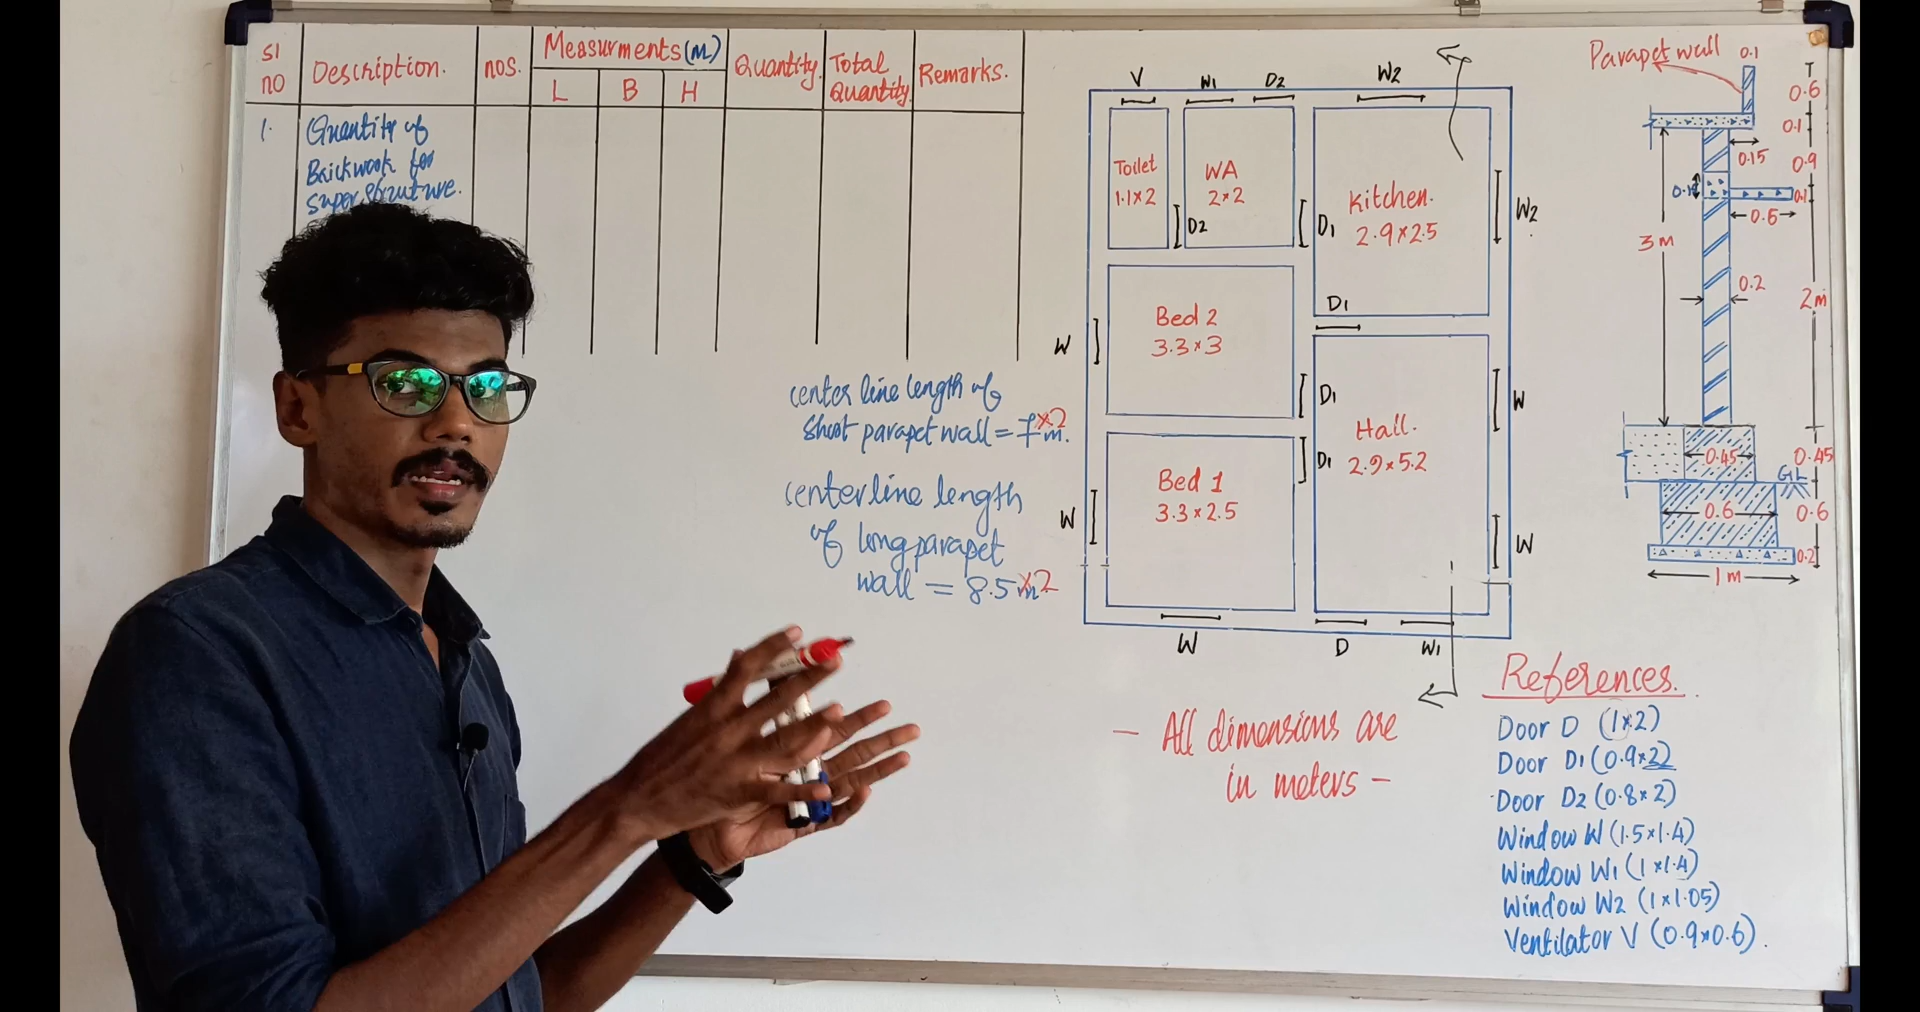 Sl no
Description.
nos.
Measurments(m)
L
B
H
Quantity.
Total Quantity
Remarks.
1.
Quantity of
Brickwork for
superstructure.
center line length of
Short parapet wall = 7m. ×2
centerline length
of long parapet
wall = 8.5m ×2
V
W1
D2
W2
Toilet
1.1×2
WA
2×2
Kitchen.
2.9×2.5
D2
D1
W2
D1
Bed 2
3.3×3
W
D1
Hall.
2.9×5.2
W
Bed 1
3.3×2.5
D1
W
W
W
D
W1
- All dimensions are
in meters -
Parapet wall
0.1
0.6
0.1
0.15
0.9
0.1
0.6
3m
0.2
2m
0.45
0.45
GL
0.6
0.6
0.2
1m
References.
Door D (1×2)
Door D1 (0.9×2)
Door D2 (0.8×2)
Window W (1.5×1.4)
Window W1 (1×1.4)
Window W2 (1×1.05)
Ventilator V (0.9×0.6).